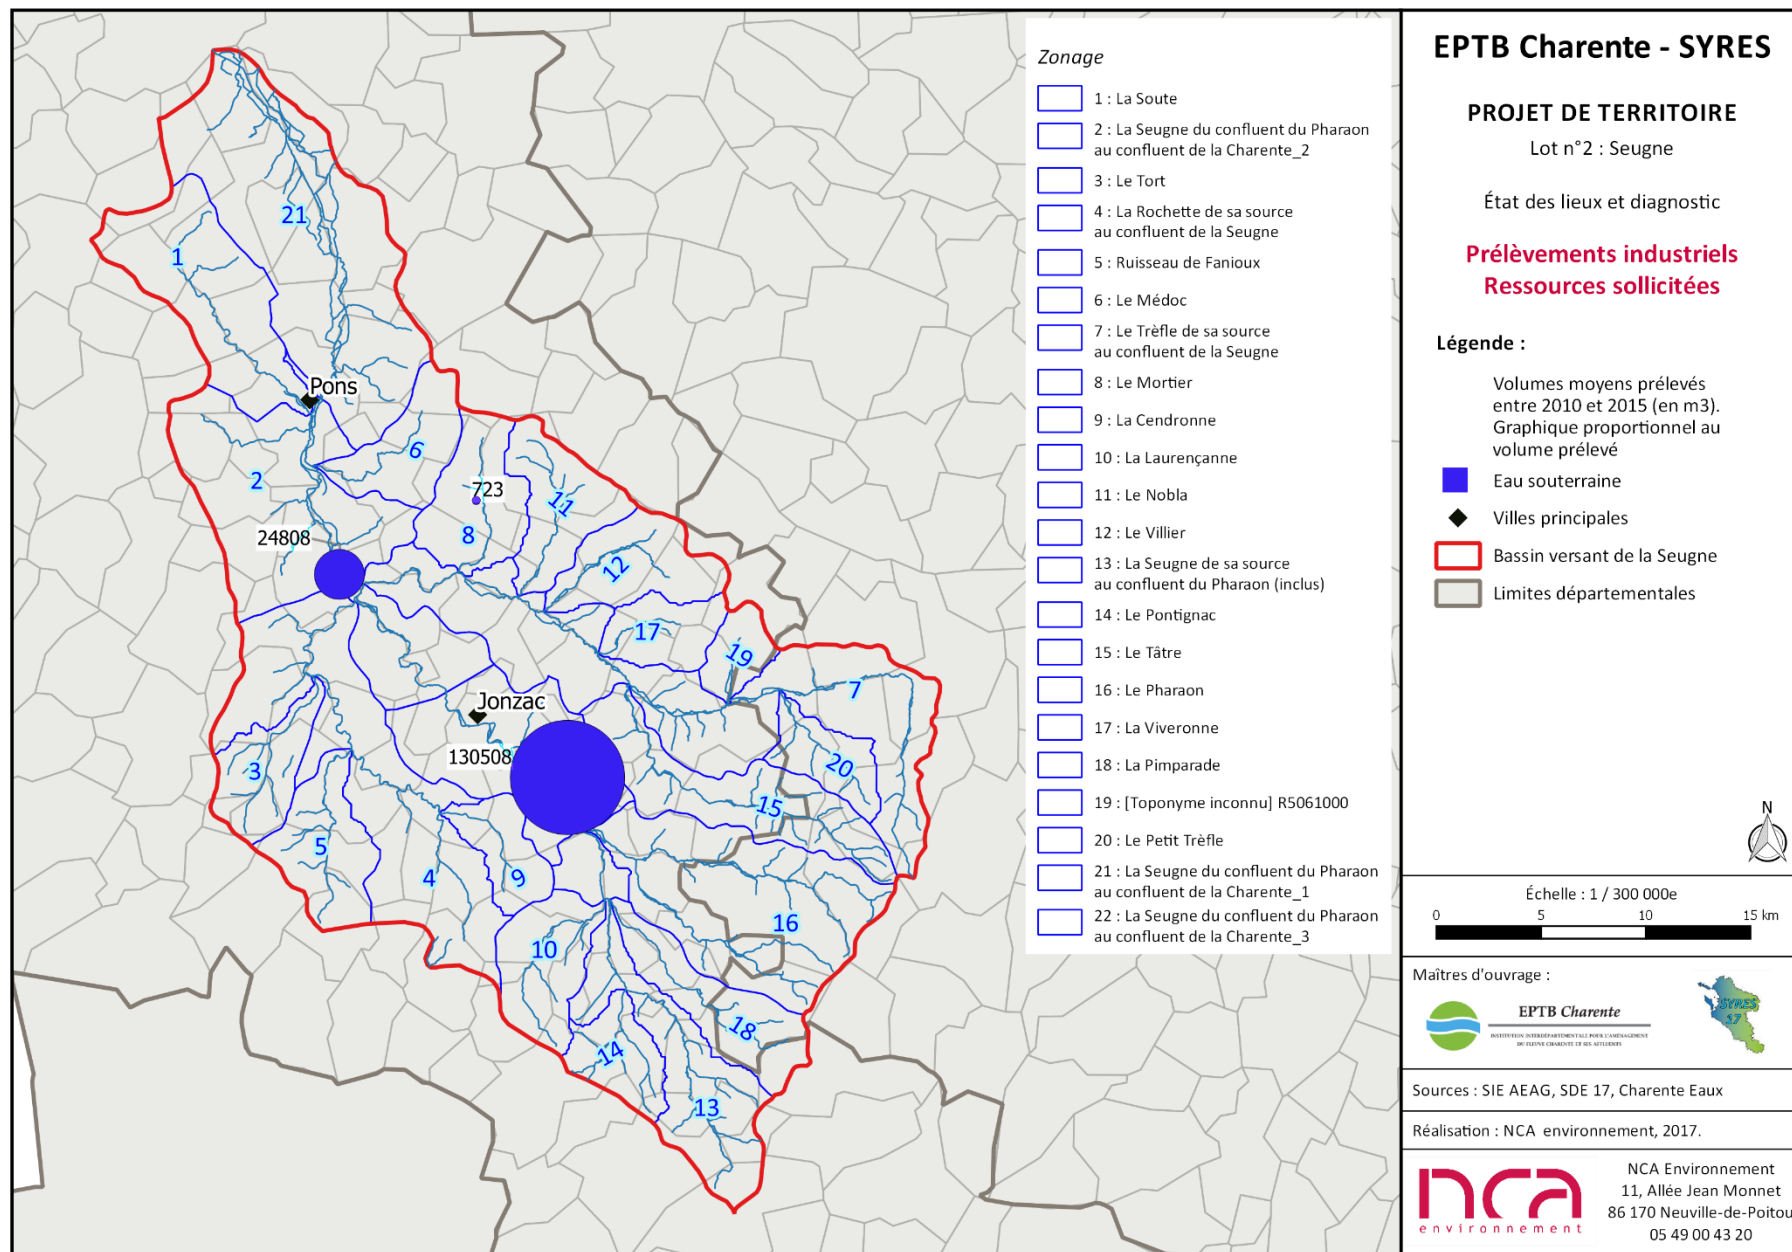 21
1
Pons
6
2
723
11
8
24808
12
17
19
7
Jonzac
130508
3
20
15
5
4
9
16
10
18
14
13
Zonage
1 : La Soute
2 : La Seugne du confluent du Pharaon
au confluent de la Charente_2
3 : Le Tort
4 : La Rochette de sa source
au confluent de la Seugne
5 : Ruisseau de Fanioux
6 : Le Médoc
7 : Le Trèfle de sa source
au confluent de la Seugne
8 : Le Mortier
9 : La Cendronne
10 : La Laurençanne
11 : Le Nobla
12 : Le Villier
13 : La Seugne de sa source
au confluent du Pharaon (inclus)
14 : Le Pontignac
15 : Le Tâtre
16 : Le Pharaon
17 : La Viveronne
18 : La Pimparade
19 : [Toponyme inconnu] R5061000
20 : Le Petit Trèfle
21 : La Seugne du confluent du Pharaon
au confluent de la Charente_1
22 : La Seugne du confluent du Pharaon
au confluent de la Charente_3
EPTB Charente - SYRES
PROJET DE TERRITOIRE
Lot n°2 : Seugne
État des lieux et diagnostic
Prélèvements industriels
Ressources sollicitées
Légende :
Volumes moyens prélevés
entre 2010 et 2015 (en m3).
Graphique proportionnel au
volume prélevé
Eau souterraine
Villes principales
Bassin versant de la Seugne
Limites départementales
N
Échelle : 1 / 300 000e
0 5 10 15 km
Maîtres d'ouvrage :
EPTB Charente
INSTITUTION INTERDÉPARTEMENTALE POUR L'AMÉNAGEMENT
DU FLEUVE CHARENTE ET SES AFFLUENTS
SYRES
17
Sources : SIE AEAG, SDE 17, Charente Eaux
Réalisation : NCA environnement, 2017.
nca
environnement
NCA Environnement
11, Allée Jean Monnet
86 170 Neuville-de-Poitou
05 49 00 43 20